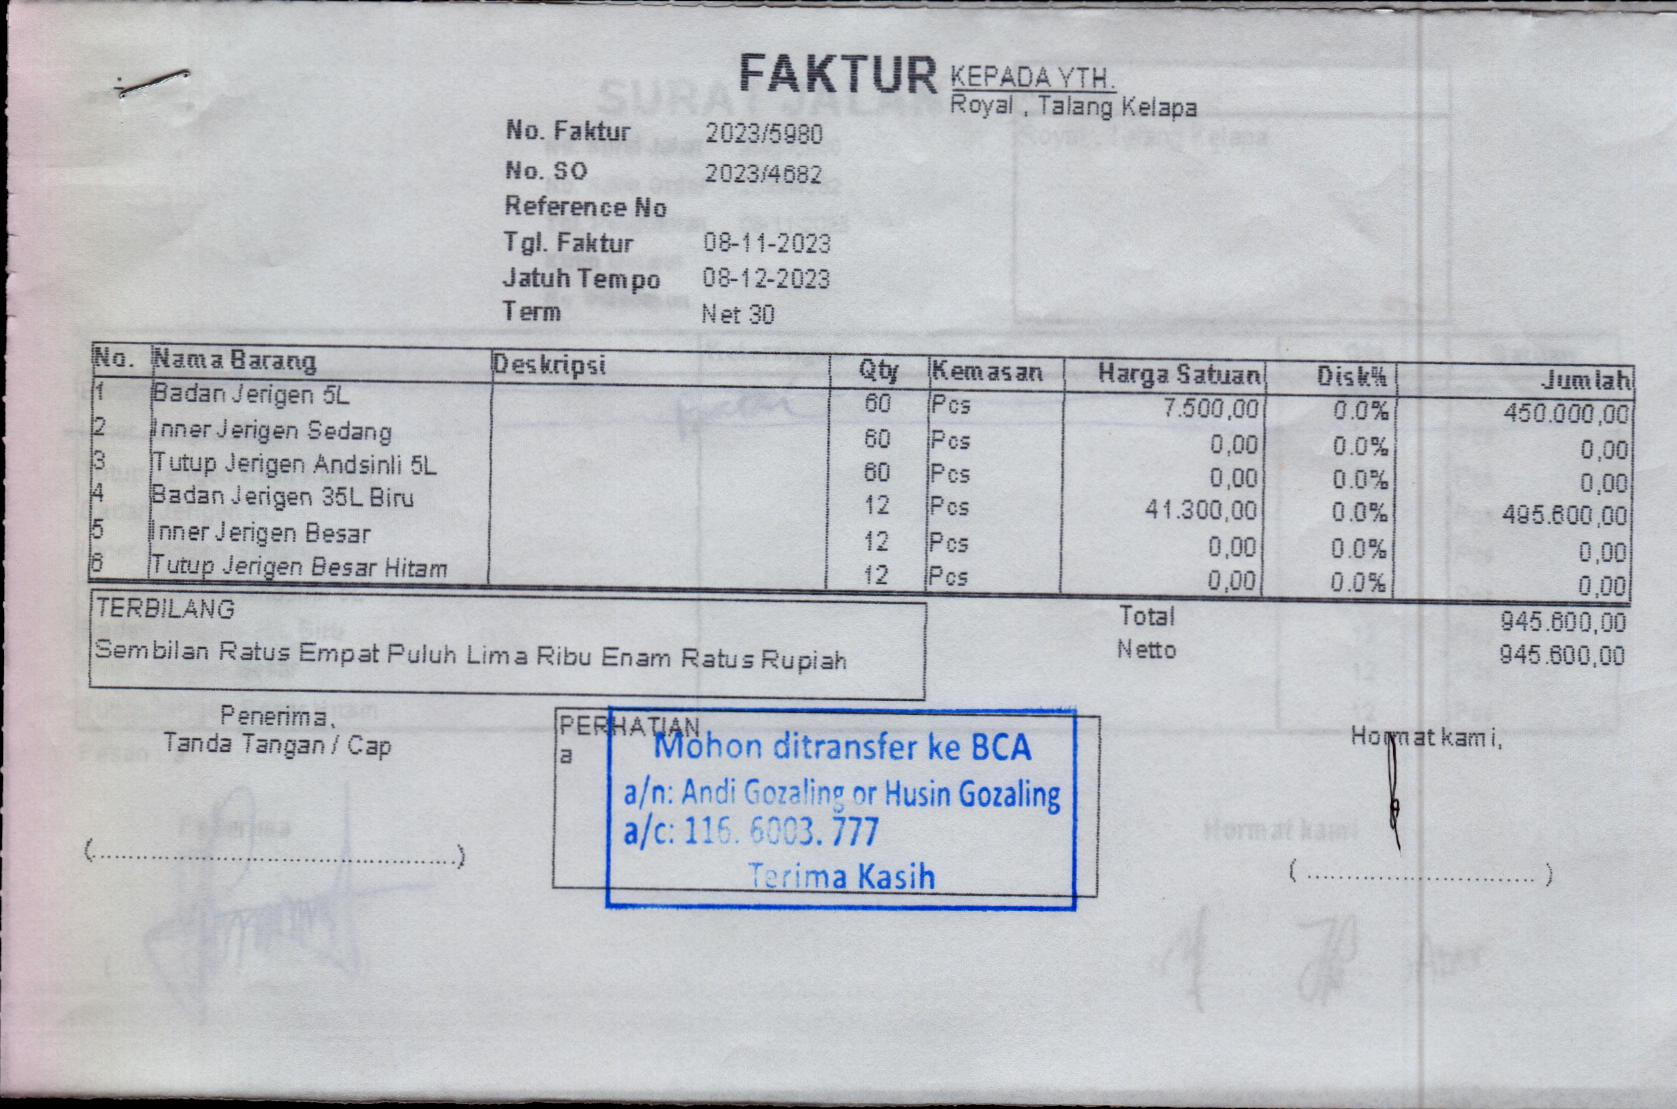 FAKTUR
KEPADA YTH.
Royal , Talang Kelapa
No. Faktur 2023/5980
No. SO 2023/4682
Reference No
Tgl. Faktur 08-11-2023
Jatuh Tempo 08-12-2023
Term Net 30
No. Nama Barang Deskripsi Qty Kemasan Harga Satuan Disk% Jumlah
1 Badan Jerigen 5L 60 Pcs 7.500,00 0.0% 450.000,00
2 Inner Jerigen Sedang 60 Pcs 0,00 0.0% 0,00
3 Tutup Jerigen Andsinli 5L 60 Pcs 0,00 0.0% 0,00
4 Badan Jerigen 35L Biru 12 Pcs 41.300,00 0.0% 495.600,00
5 Inner Jerigen Besar 12 Pcs 0,00 0.0% 0,00
6 Tutup Jerigen Besar Hitam 12 Pcs 0,00 0.0% 0,00
TERBILANG
Sembilan Ratus Empat Puluh Lima Ribu Enam Ratus Rupiah
Total 945.600,00
Netto 945.600,00
Penerima,
Tanda Tangan / Cap
(..........................................)
PERHATIAN
a
Mohon ditransfer ke BCA
a/n: Andi Gozaling or Husin Gozaling
a/c: 116. 6003. 777
Terima Kasih
Hormat kami,
( ............................ )
SURAT JALAN
Royal , Talang Kelapa
Hormat kami